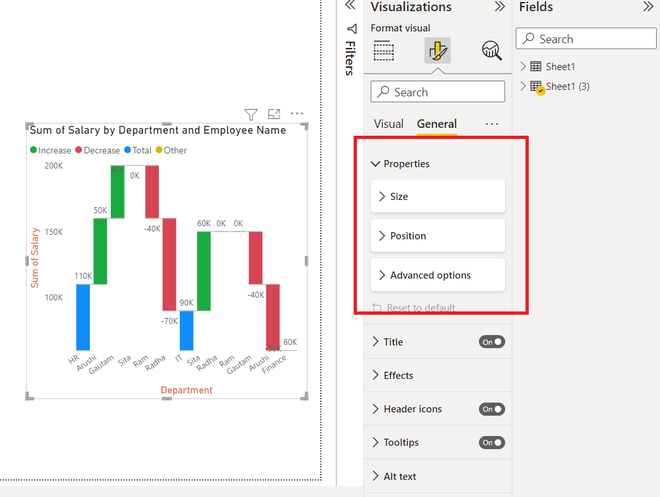 Visualizations
Fields
Format visual
Filters
Search
Search
Sheet1
Sheet1 (3)
Visual
General
Properties
Size
Position
Advanced options
Reset to default
Title
On
Effects
Header icons
On
Tooltips
On
Alt text
Sum of Salary by Department and Employee Name
Increase Decrease Total Other
Sum of Salary
200K
150K
100K
110K
50K
0K
-40K
-70K
90K
60K
0K
0K
-40K
60K
HR
Arushi
Gautam
Sita
Ram
Radha
IT
Sita
Radha
Ram
Gautam
Arushi
Finance
Department